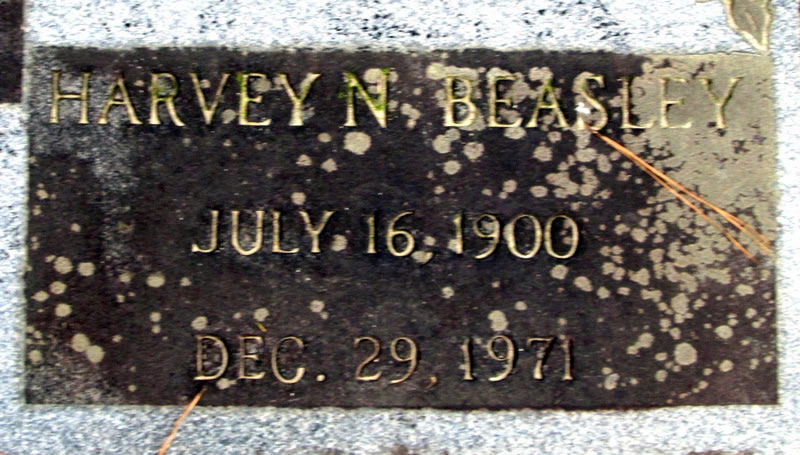 HARVEY N BEASLEY
JULY 16, 1900
DEC. 29, 1971